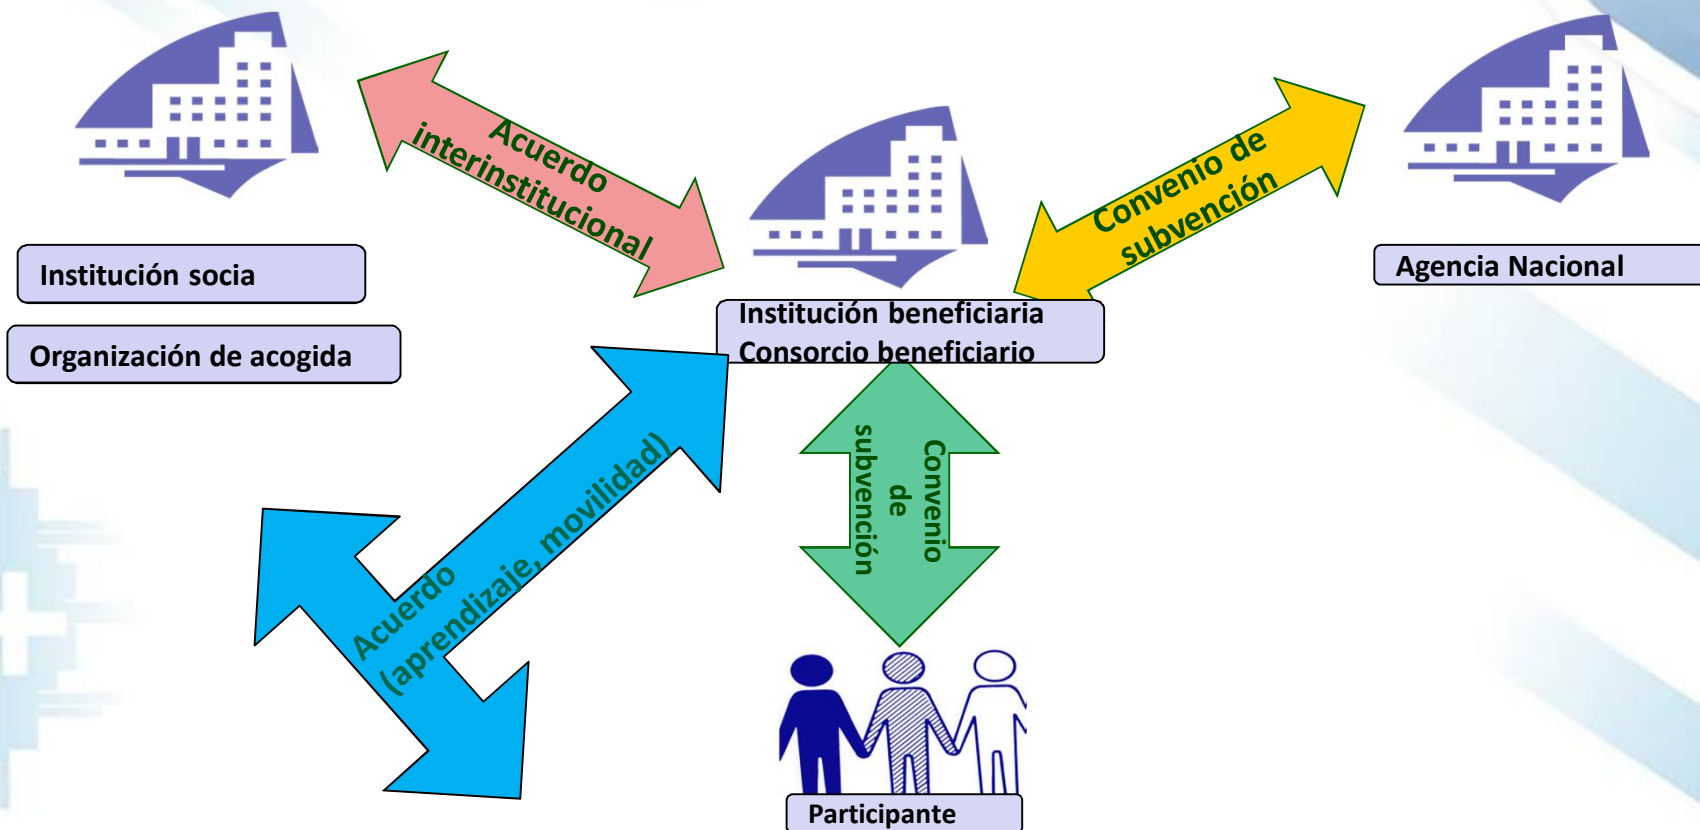 Acuerdo
interinstitucional
Convenio de
subvención
Institución socia
Organización de acogida
Institución beneficiaria
Consorcio beneficiario
Agencia Nacional
Acuerdo
(aprendizaje, movilidad)
Convenio
de
subvención
Participante